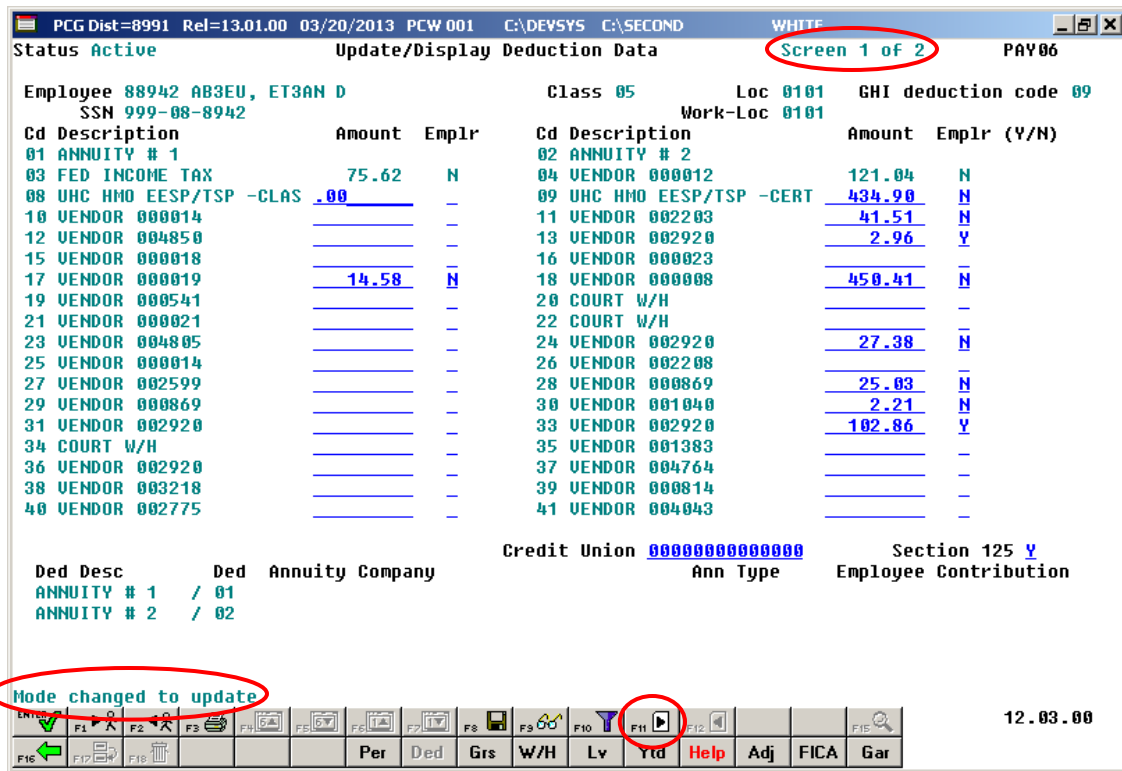 PCG Dist=8991 Rel=13.01.00 03/20/2013 PCW 001 C:\DEVSYS C:\SECOND WHITE
Status Active Update/Display Deduction Data Screen 1 of 2 PAY06
Employee 88942 AB3EU, ET3AN D Class 05 Loc 0101 GHI deduction code 09
SSN 999-08-8942 Work-Loc 0101
Cd Description Amount Emplr Cd Description Amount Emplr (Y/N)
01 ANNUITY # 1 02 ANNUITY # 2
03 FED INCOME TAX 75.62 N 04 VENDOR 000012 121.04 N
08 UHC HMO EESP/TSP -CLAS .00 09 UHC HMO EESP/TSP -CERT 434.90 N
10 VENDOR 000014 11 VENDOR 002203 41.51 N
12 VENDOR 004850 13 VENDOR 002920 2.96 Y
15 VENDOR 000018 16 VENDOR 000023
17 VENDOR 000019 14.58 N 18 VENDOR 000008 450.41 N
19 VENDOR 000541 20 COURT W/H
21 VENDOR 000021 22 COURT W/H
23 VENDOR 004805 24 VENDOR 002920 27.38 N
25 VENDOR 000014 26 VENDOR 002208
27 VENDOR 002599 28 VENDOR 000869 25.03 N
29 VENDOR 000869 30 VENDOR 001040 2.21 N
31 VENDOR 002920 33 VENDOR 002920 102.86 Y
34 COURT W/H 35 VENDOR 001383
36 VENDOR 002920 37 VENDOR 004764
38 VENDOR 003218 39 VENDOR 000814
40 VENDOR 002775 41 VENDOR 004043
Credit Union 00000000000000 Section 125 Y
Ded Desc Ded Annuity Company Ann Type Employee Contribution
ANNUITY # 1 / 01
ANNUITY # 2 / 02
Mode changed to update
ENTER F1 F2 F3 F4 F5 F6 F7 F8 F9 F10 F11 F12 F15 12.03.00
F16 F17 F18 Per Ded Grs W/H Lv Ytd Help Adj FICA Gar